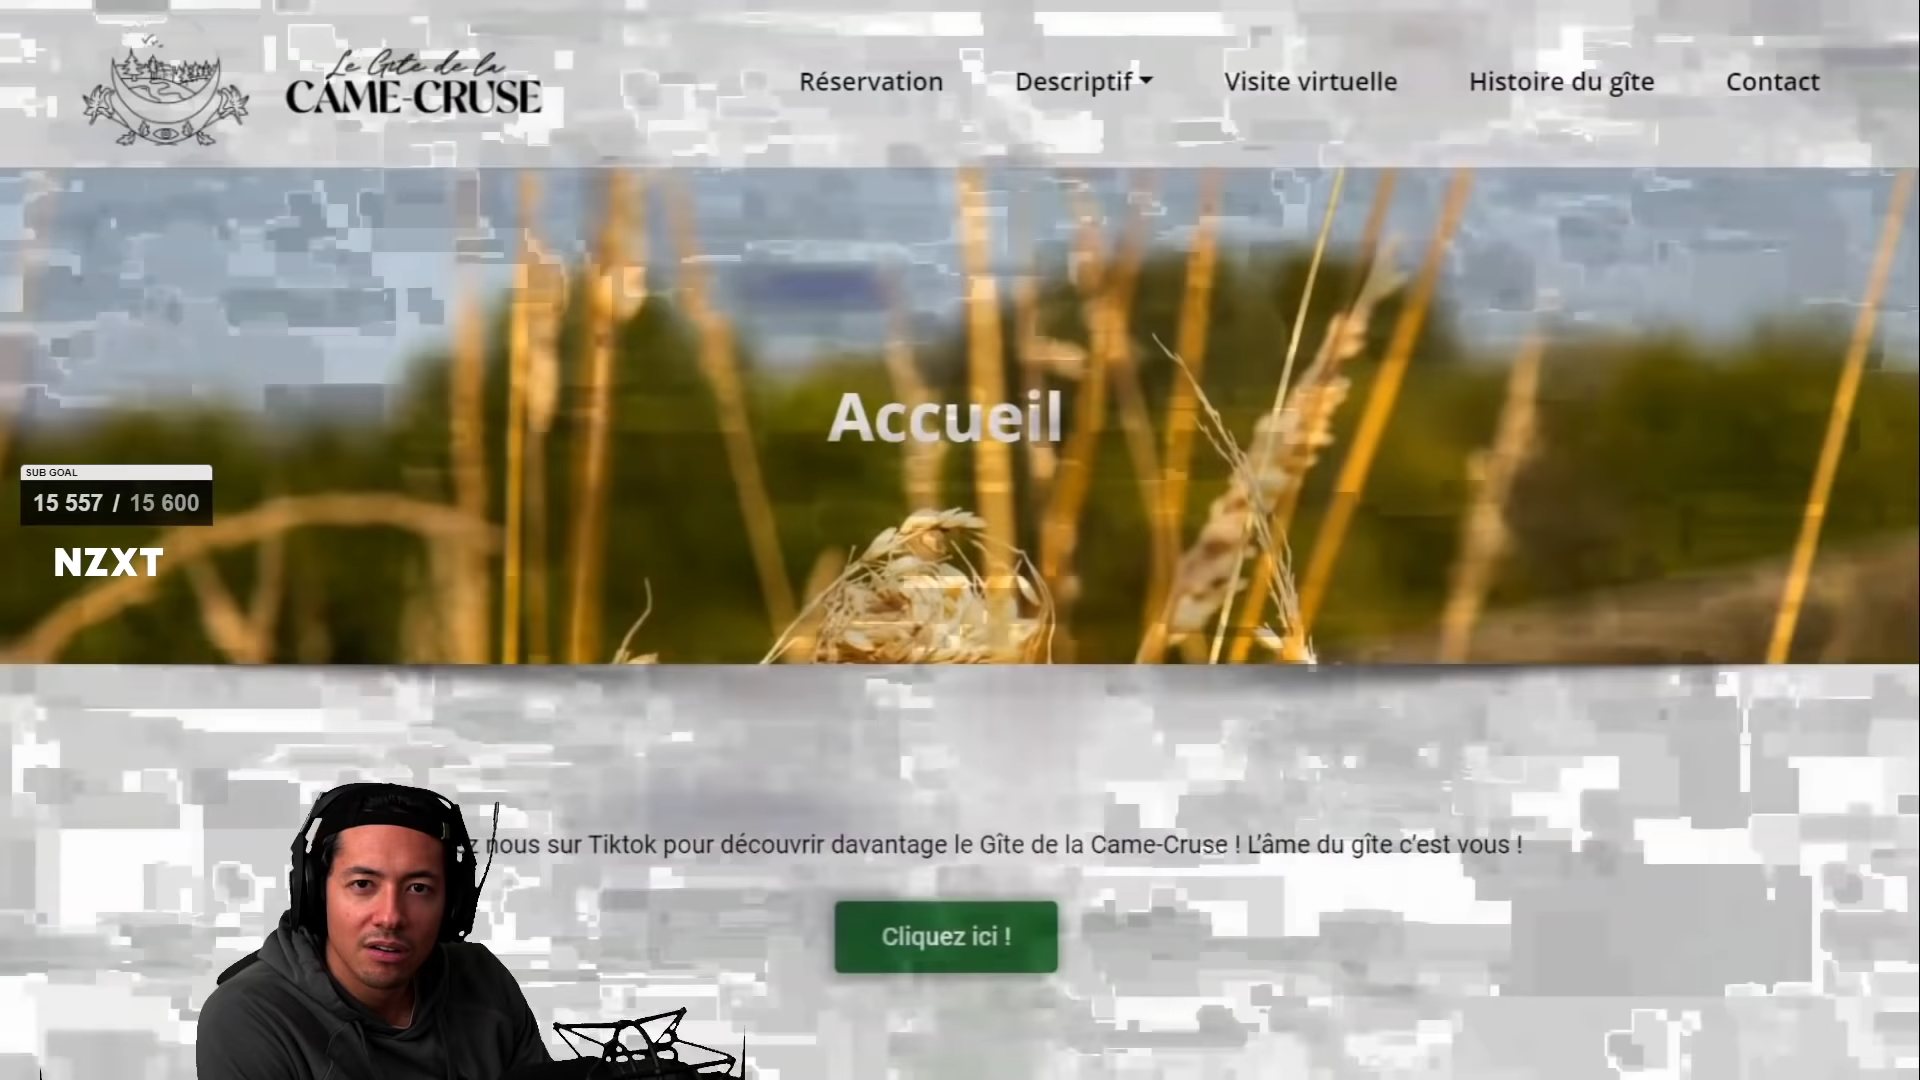 Le Gîte de la
CAME-CRUSE
Réservation
Descriptif
Visite virtuelle
Histoire du gîte
Contact
Accueil
SUB GOAL
15 557 / 15 600
NZXT
nous sur Tiktok pour découvrir davantage le Gîte de la Came-Cruse ! L'âme du gîte c'est vous !
Cliquez ici !